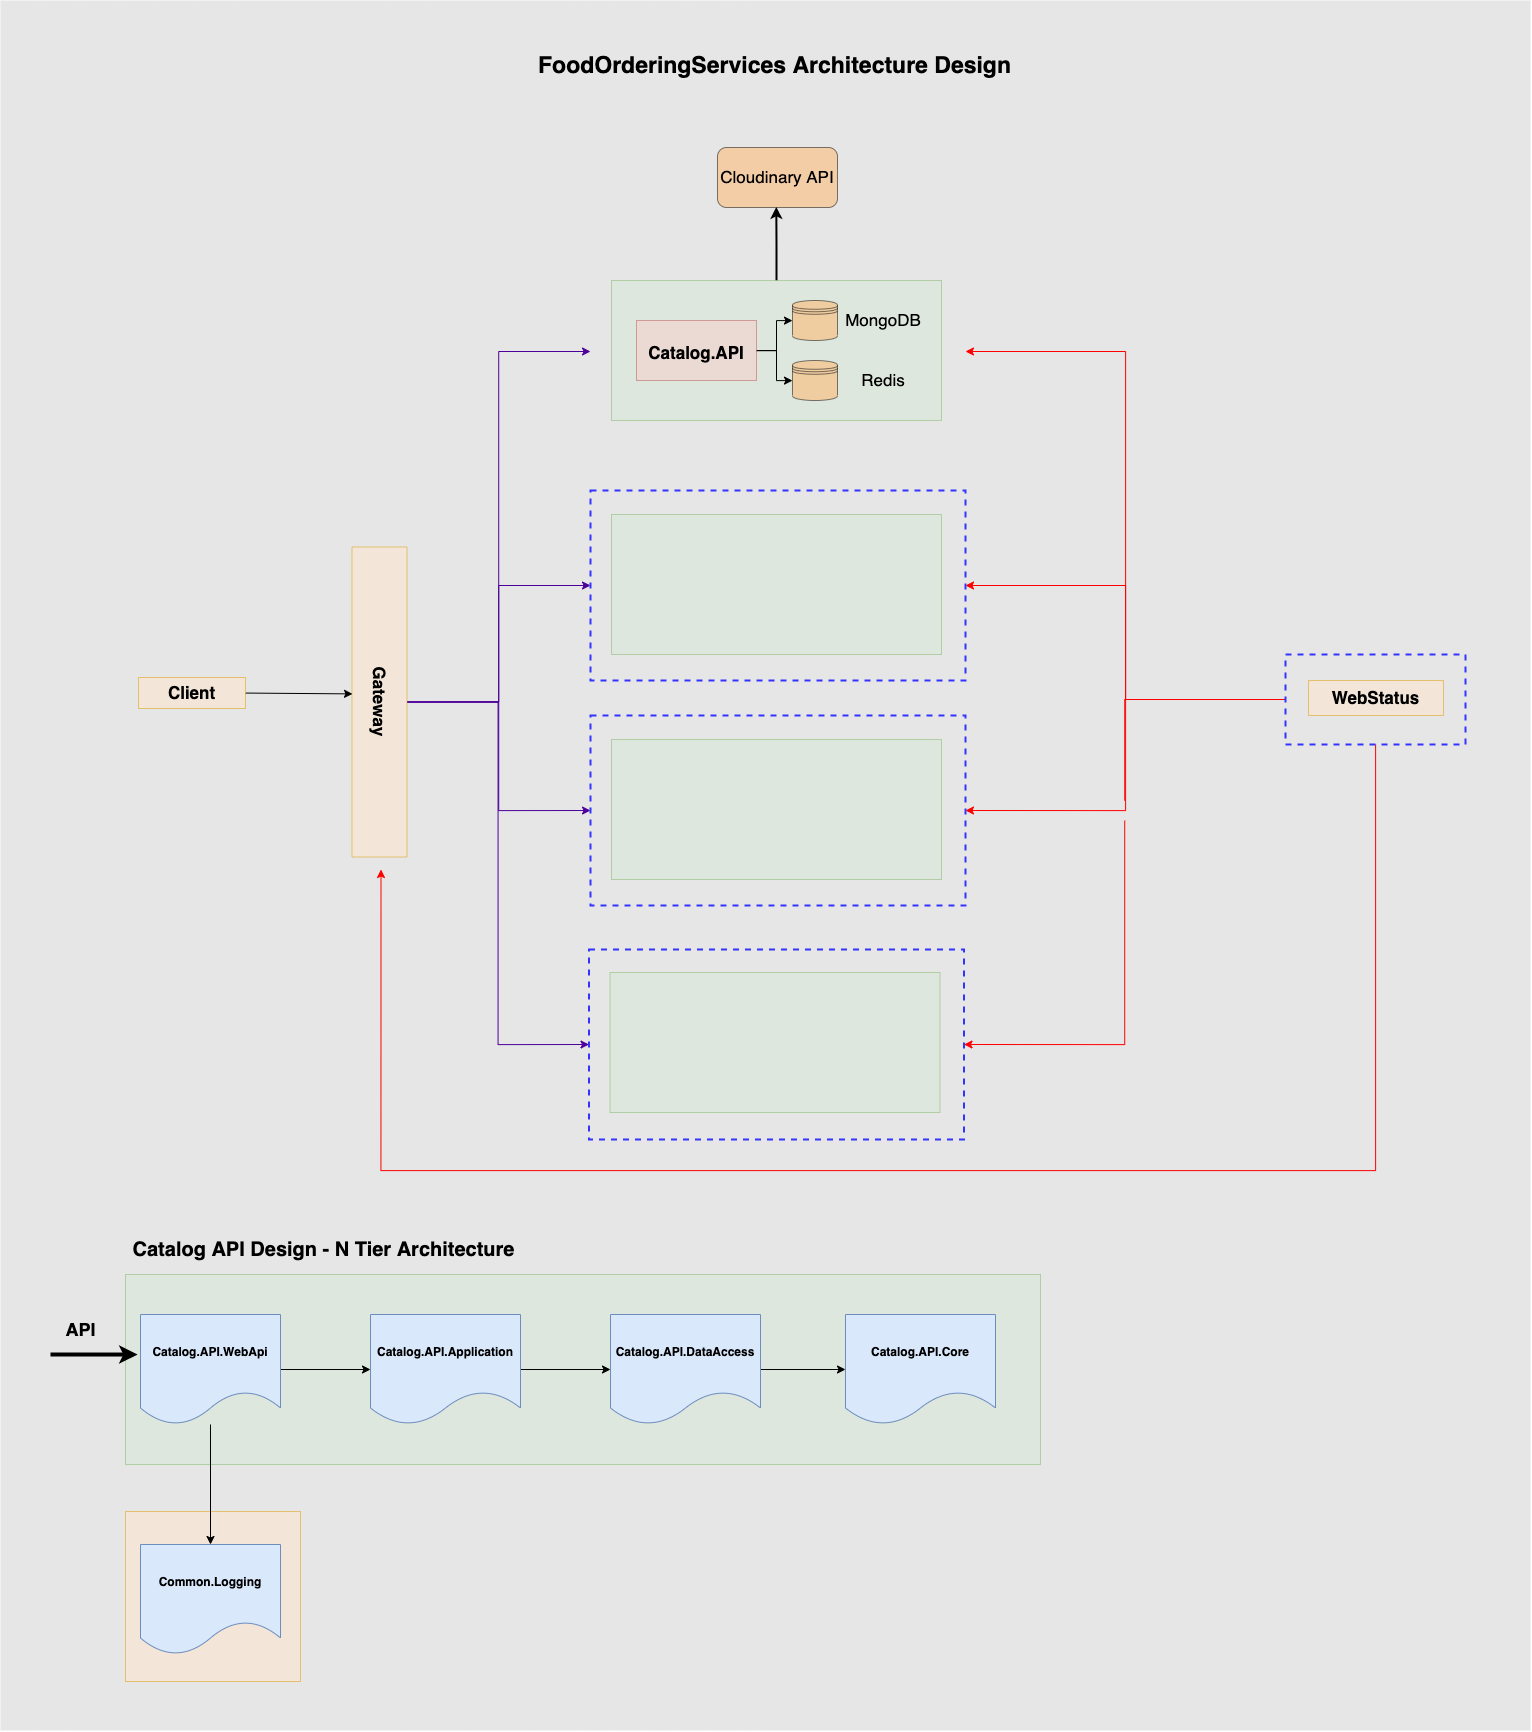 FoodOrderingServices Architecture Design
Cloudinary API
Catalog.API
MongoDB
Redis
Client
Gateway
WebStatus
Catalog API Design - N Tier Architecture
API
Catalog.API.WebApi
Catalog.API.Application
Catalog.API.DataAccess
Catalog.API.Core
Common.Logging